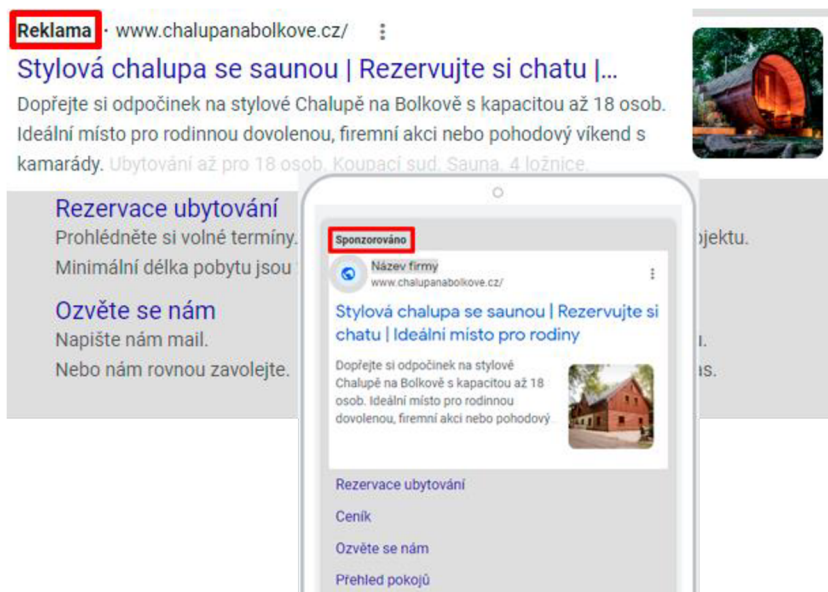 Reklama · www.chalupanabolkove.cz/
Stylová chalupa se saunou | Rezervujte si chatu |...
Dopřejte si odpočinek na stylové Chalupě na Bolkově s kapacitou až 18 osob.
Ideální místo pro rodinnou dovolenou, firemní akci nebo pohodový víkend s
kamarády. Ubytování až pro 18 osob. Koupací sud. Sauna. 4 ložnice.
Rezervace ubytování
Prohlédněte si volné termíny.
Minimální délka pobytu jsou
Ozvěte se nám
Napište nám mail.
Nebo nám rovnou zavolejte.
bjektu.
u.
as.
Sponzorováno
Název firmy
www.chalupanabolkove.cz/
Stylová chalupa se saunou | Rezervujte si
chatu | Ideální místo pro rodiny
Dopřejte si odpočinek na stylové
Chalupě na Bolkově s kapacitou až 18
osob. Ideální místo pro rodinnou
dovolenou, firemní akci nebo pohodový
Rezervace ubytování
Ceník
Ozvěte se nám
Přehled pokojů